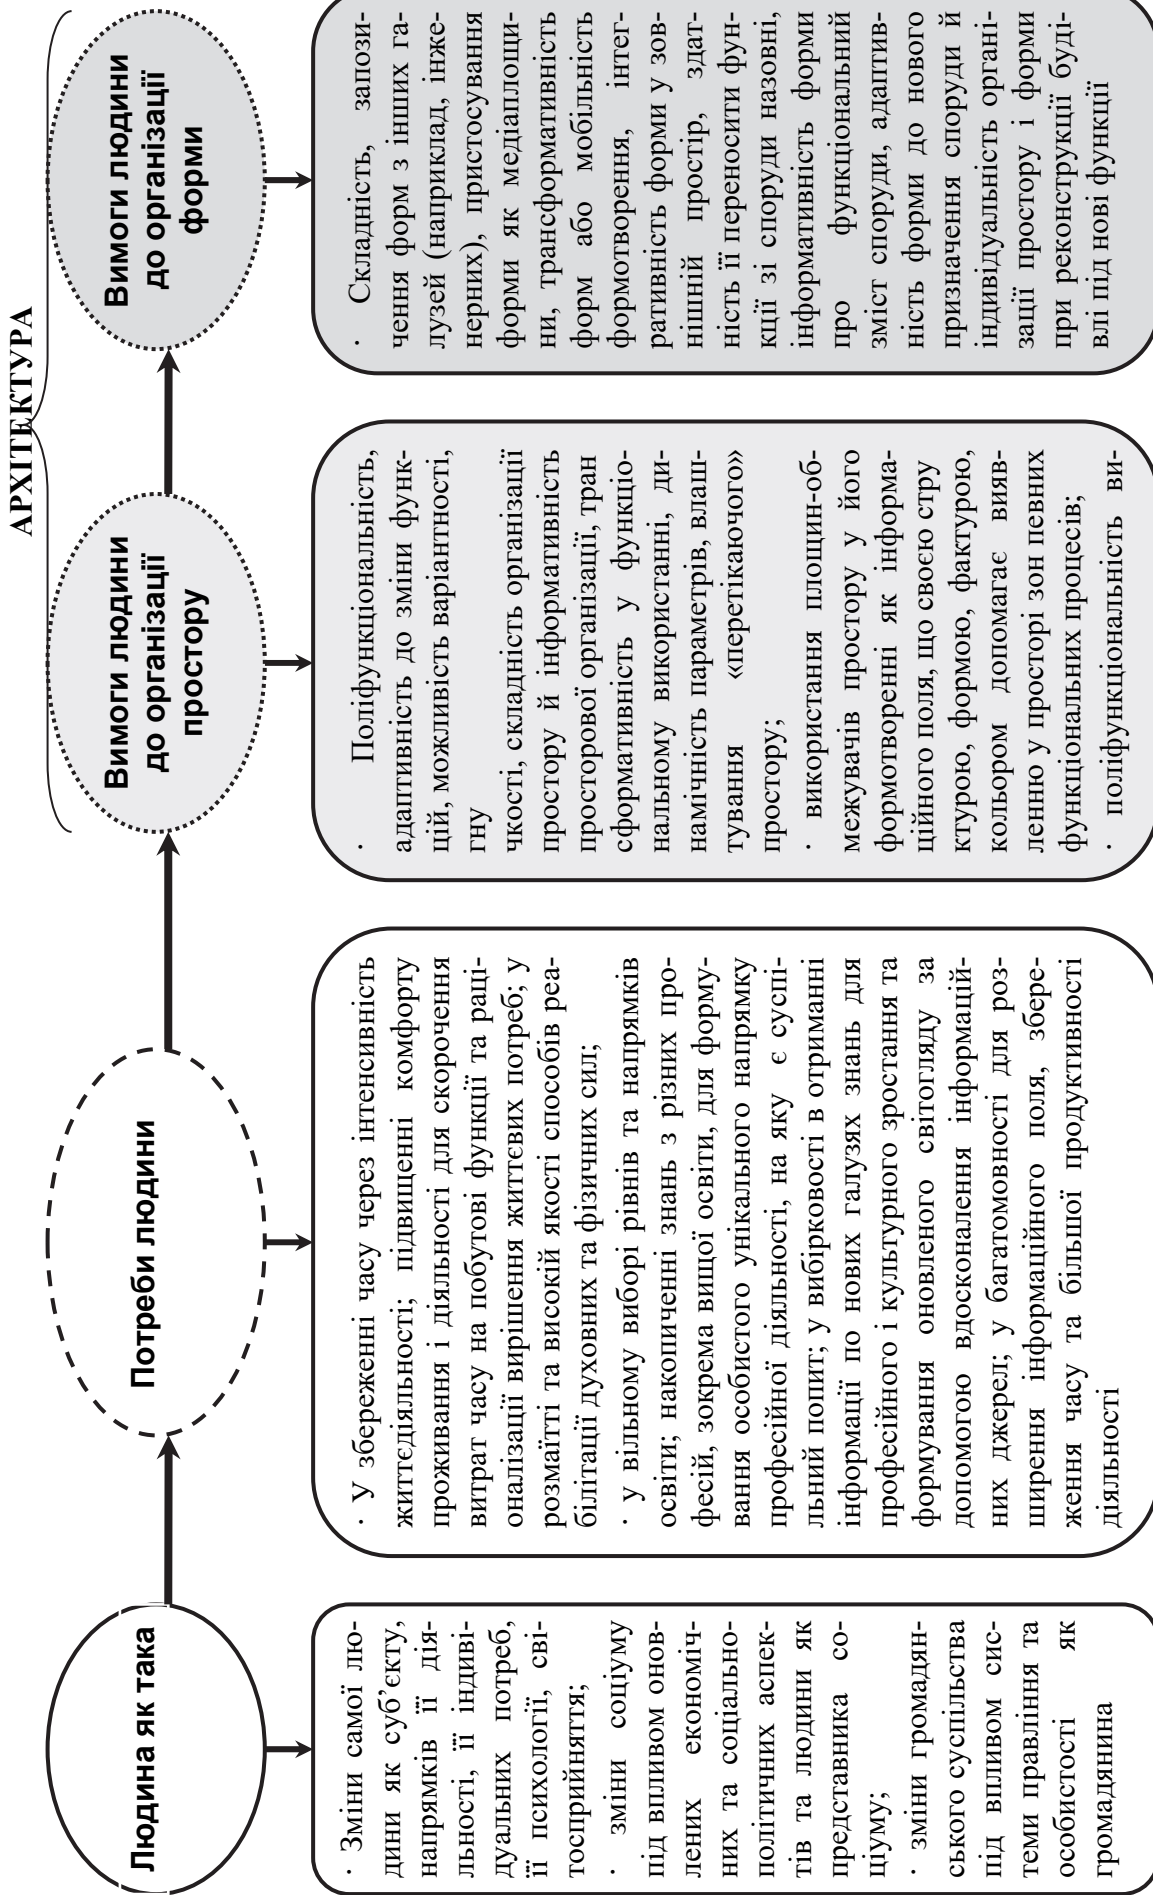 АРХІТЕКТУРА
Людина як така
Потреби людини
Вимоги людини
до організації
простору
Вимоги людини
до організації
форми
· Зміни самої лю-
дини як суб’єкту,
напрямків її дія-
льності, її індиві-
дуальних потреб,
її психології, сві-
тосприйняття;
· зміни соціуму
під впливом онов-
лених економіч-
них та соціально-
політичних аспек-
тів та людини як
представника со-
ціуму;
· зміни громадян-
ського суспільства
під впливом сис-
теми правління та
особистості як
громадянина
· У збереженні часу через інтенсивність
життєдіяльності; підвищенні комфорту
проживання і діяльності для скорочення
витрат часу на побутові функції та раці-
оналізації вирішення життєвих потреб; у
розмаїтті та високій якості способів реа-
білітації духовних та фізичних сил;
· у вільному виборі рівнів та напрямків
освіти; накопиченні знань з різних про-
фесій, зокрема вищої освіти, для форму-
вання особистого унікального напрямку
професійної діяльності, на яку є суспі-
льний попит; у вибірковості в отриманні
інформації по нових галузях знань для
професійного і культурного зростання та
формування оновленого світогляду за
допомогою вдосконалення інформацій-
них джерел; у багатомовності для роз-
ширення інформаційного поля, збере-
ження часу та більшої продуктивності
діяльності
· Поліфункціональність,
адаптивність до зміни функ-
цій, можливість варіантності,
гну
чкості, складність організації
простору й інформативність
просторової організації, тран
сформативність у функціо-
нальному використанні, ди-
намічність параметрів, влаш-
тування «перетікаючого»
простору;
· використання площин-об-
межувачів простору у його
формотворенні як інформа-
ційного поля, що своєю стру
ктурою, формою, фактурою,
кольором допомагає вияв-
ленню у просторі зон певних
функціональних процесів;
· поліфункціональність ви-
· Складність, запози-
чення форм з інших га-
лузей (наприклад, інже-
нерних), пристосування
форми як медіаплощи-
ни, трансформативність
форм або мобільність
формотворення, інтег-
ративність форми у зов-
нішній простір, здат-
ність її переносити фун-
кції зі споруди назовні,
інформативність форми
про функціональний
зміст споруди, адаптив-
ність форми до нового
призначення споруди й
індивідуальність органі-
зації простору і форми
при реконструкції буді-
влі під нові функції